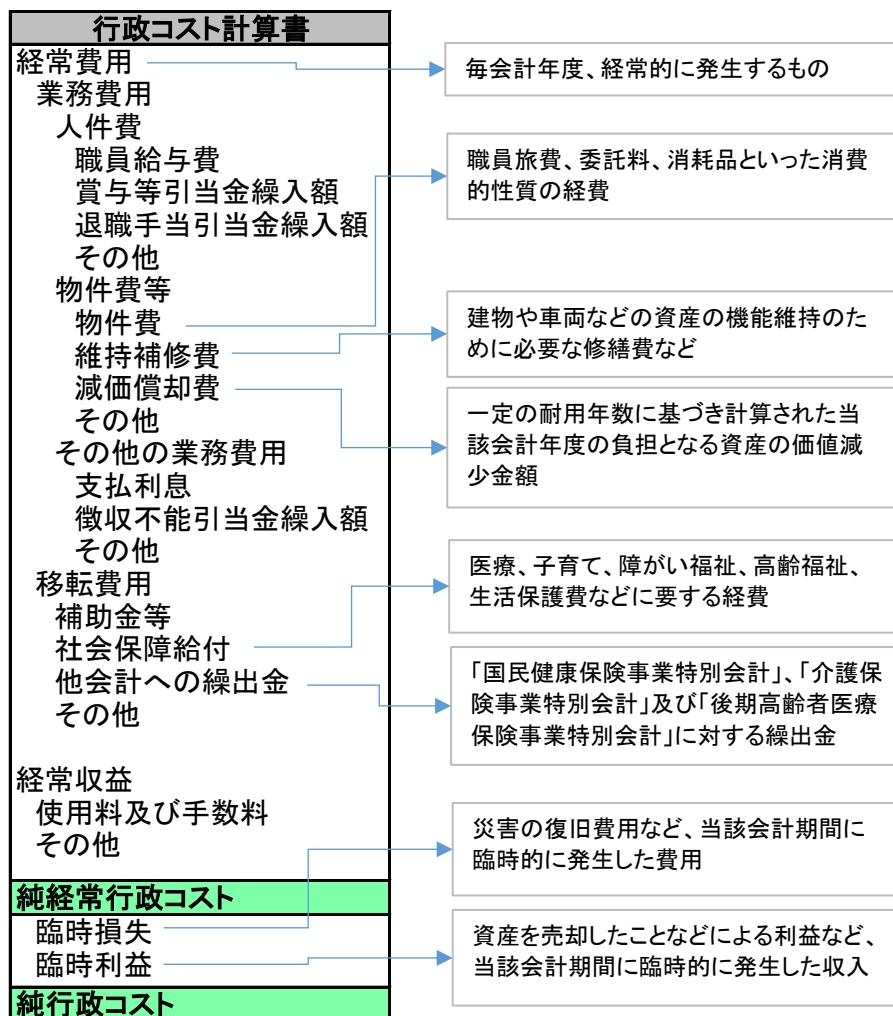 行政コスト計算書
経常費用
業務費用
人件費
職員給与費
賞与等引当金繰入額
退職手当引当金繰入額
その他
物件費等
物件費
維持補修費
減価償却費
その他
その他の業務費用
支払利息
徴収不能引当金繰入額
その他
移転費用
補助金等
社会保障給付
他会計への繰出金
その他
経常収益
使用料及び手数料
その他
純経常行政コスト
臨時損失
臨時利益
純行政コスト
毎会計年度、経常的に発生するもの
職員旅費、委託料、消耗品といった消費
的性質の経費
建物や車両などの資産の機能維持のた
めに必要な修繕費など
一定の耐用年数に基づき計算された当
該会計年度の負担となる資産の価値減
少金額
医療、子育て、障がい福祉、高齢福祉、
生活保護費などに要する経費
「国民健康保険事業特別会計」、「介護保
険事業特別会計」及び「後期高齢者医療
保険事業特別会計」に対する繰出金
災害の復旧費用など、当該会計期間に
臨時的に発生した費用
資産を売却したことなどによる利益など、
当該会計期間に臨時的に発生した収入